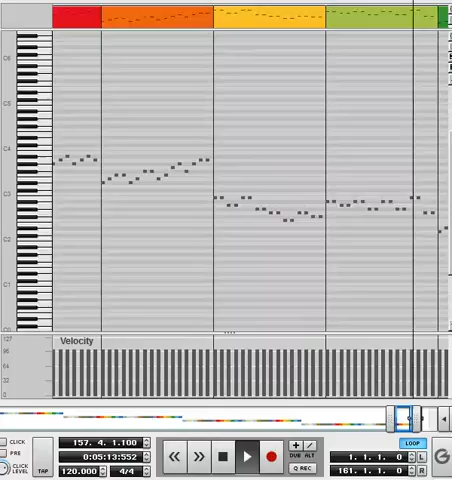 C6
C5
C4
C3
C2
C1
C0
127
96
64
32
0
Velocity
CLICK
PRE
CLICK
LEVEL
TAP
157. 4. 1.100
0:05:13:552
120.000
4/4
DUB ALT
Q REC
LOOP
1. 1. 1. 0
L
161. 1. 1. 0
R